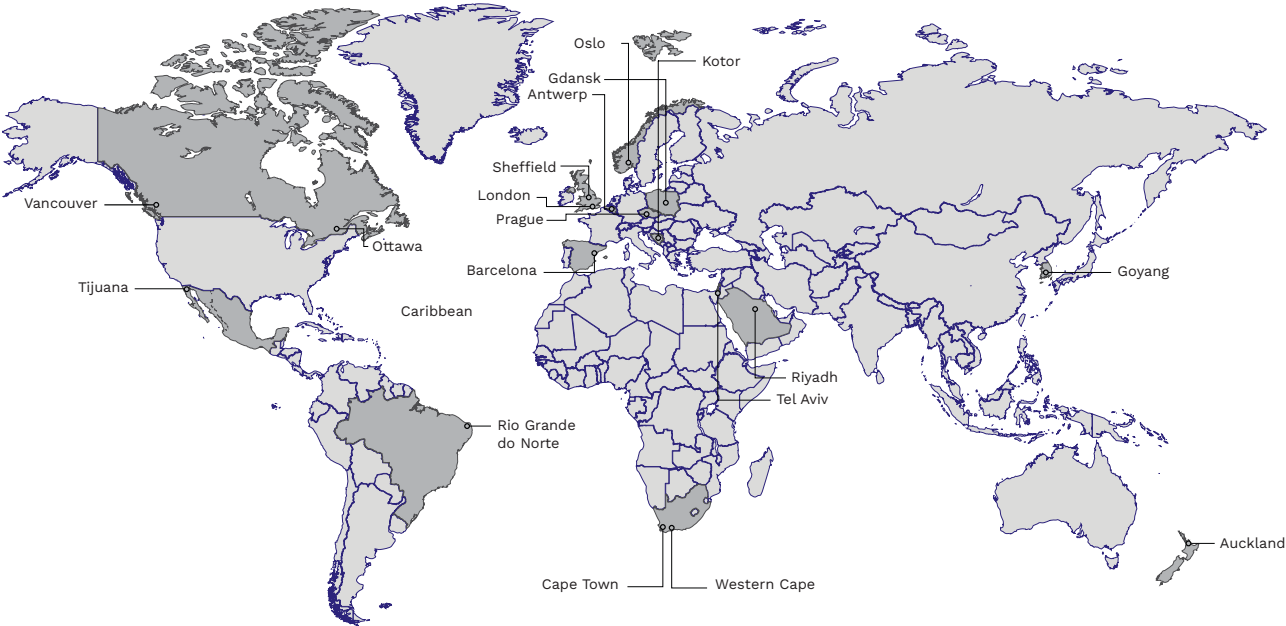 Oslo
Kotor
Gdansk
Antwerp
Sheffield
London
Prague
Vancouver
Ottawa
Barcelona
Goyang
Tijuana
Caribbean
Riyadh
Tel Aviv
Rio Grande
do Norte
Auckland
Cape Town
Western Cape